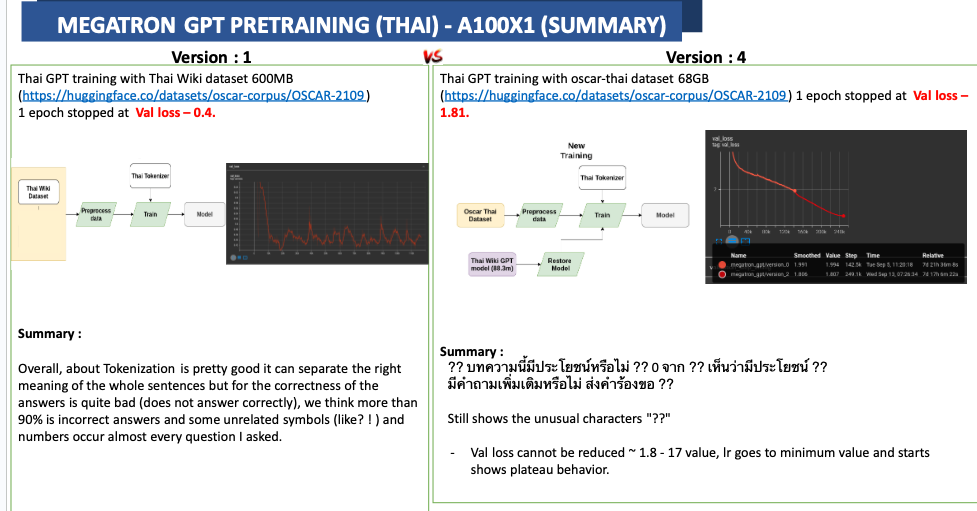 MEGATRON GPT PRETRAINING (THAI) - A100X1 (SUMMARY)
Version : 1
VS
Version : 4
Thai GPT training with Thai Wiki dataset 600MB
(https://huggingface.co/datasets/oscar-corpus/OSCAR-2109)
1 epoch stopped at Val loss – 0.4.
Thai Wiki
Dataset
Preprocess
data
Thai Tokenizer
Train
Model
Summary :
Overall, about Tokenization is pretty good it can separate the right
meaning of the whole sentences but for the correctness of the
answers is quite bad (does not answer correctly), we think more than
90% is incorrect answers and some unrelated symbols (like? ! ) and
numbers occur almost every question I asked.
Thai GPT training with oscar-thai dataset 68GB
(https://huggingface.co/datasets/oscar-corpus/OSCAR-2109 ) 1 epoch stopped at Val loss –
1.81.
New
Training
Thai Tokenizer
Oscar Thai
Dataset
Preprocess
data
Train
Model
Thai Wiki GPT
model (88.3m)
Restore
Model
val_loss
tag: val_loss
Name Smoothed Value Step Time Relative
megatron_gpt/version_0 1.991 1.994 142.5k Tue Sep 5, 11:20:18 7d 21h 36m 8s
megatron_gpt/version_2 1.806 1.807 249.1k Wed Sep 13, 07:26:34 7d 17h 6m 22s
Summary :
?? บทความนี้มีประโยชน์หรือไม่ ?? 0 จาก ?? เห็นว่ามีประโยชน์ ??
มีคำถามเพิ่มเติมหรือไม่ ส่งคำร้องขอ ??
Still shows the unusual characters "??"
- Val loss cannot be reduced ~ 1.8 - 17 value, lr goes to minimum value and starts
shows plateau behavior.